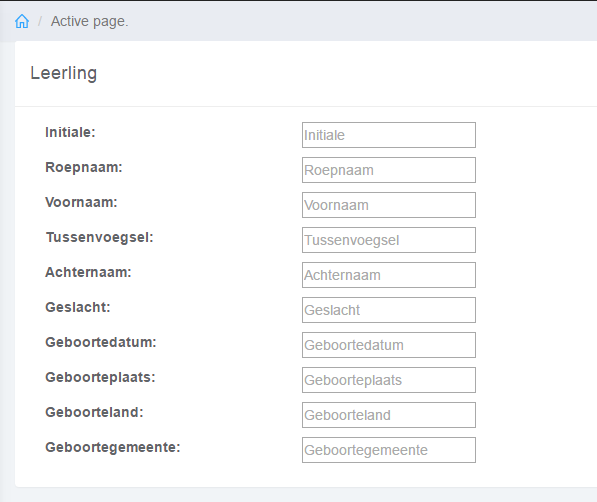 / Active page.
Leerling
Initiale: Initiale
Roepnaam: Roepnaam
Voornaam: Voornaam
Tussenvoegsel: Tussenvoegsel
Achternaam: Achternaam
Geslacht: Geslacht
Geboortedatum: Geboortedatum
Geboorteplaats: Geboorteplaats
Geboorteland: Geboorteland
Geboortegemeente: Geboortegemeente